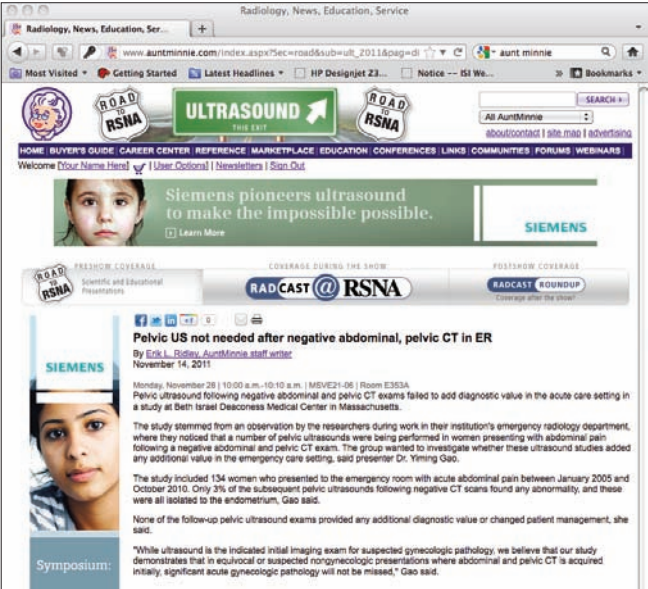 Radiology, News, Education, Service
Radiology, News, Education, Ser...
www.auntminnie.com/index.aspx?Sec=road&sub=ult_2011&pag=di
aunt minnie
Most Visited Getting Started Latest Headlines HP Designjet Z3... Notice -- ISI We... Bookmarks
ROAD TO RSNA
ULTRASOUND
THIS EXIT
ROAD TO RSNA
SEARCH
All AuntMinnie
about/contact | site map | advertising
HOME | BUYER'S GUIDE | CAREER CENTER | REFERENCE | MARKETPLACE | EDUCATION | CONFERENCES | LINKS | COMMUNITIES | FORUMS | WEBINARS |
Welcome [Your Name Here] | User Options] | Newsletters | Sign Out
Siemens pioneers ultrasound
to make the impossible possible.
Learn More
SIEMENS
ROAD TO RSNA
PRESHOW COVERAGE
Scientific and Educational
Presentations
COVERAGE DURING THE SHOW
RADCAST @ RSNA
POSTSHOW COVERAGE
RADCAST ROUNDUP
Coverage after the show!
+1 0
Pelvic US not needed after negative abdominal, pelvic CT in ER
By Erik L. Ridley, AuntMinnie staff writer
November 14, 2011
SIEMENS
Monday, November 28 | 10:00 a.m.-10:10 a.m. | MSVE21-06 | Room E353A
Pelvic ultrasound following negative abdominal and pelvic CT exams failed to add diagnostic value in the acute care setting in
a study at Beth Israel Deaconess Medical Center in Massachusetts.
The study stemmed from an observation by the researchers during work in their institution's emergency radiology department,
where they noticed that a number of pelvic ultrasounds were being performed in women presenting with abdominal pain
following a negative abdominal and pelvic CT exam. The group wanted to investigate whether these ultrasound studies added
any additional value in the emergency care setting, said presenter Dr. Yiming Gao.
The study included 134 women who presented to the emergency room with acute abdominal pain between January 2005 and
October 2010. Only 3% of the subsequent pelvic ultrasounds following negative CT scans found any abnormality, and these
were all isolated to the endometrium, Gao said.
None of the follow-up pelvic ultrasound exams provided any additional diagnostic value or changed patient management, she
said.
"While ultrasound is the indicated initial imaging exam for suspected gynecologic pathology, we believe that our study
demonstrates that in equivocal or suspected nongynecologic presentations where abdominal and pelvic CT is acquired
initially, significant acute gynecologic pathology will not be missed," Gao said.
Symposium: